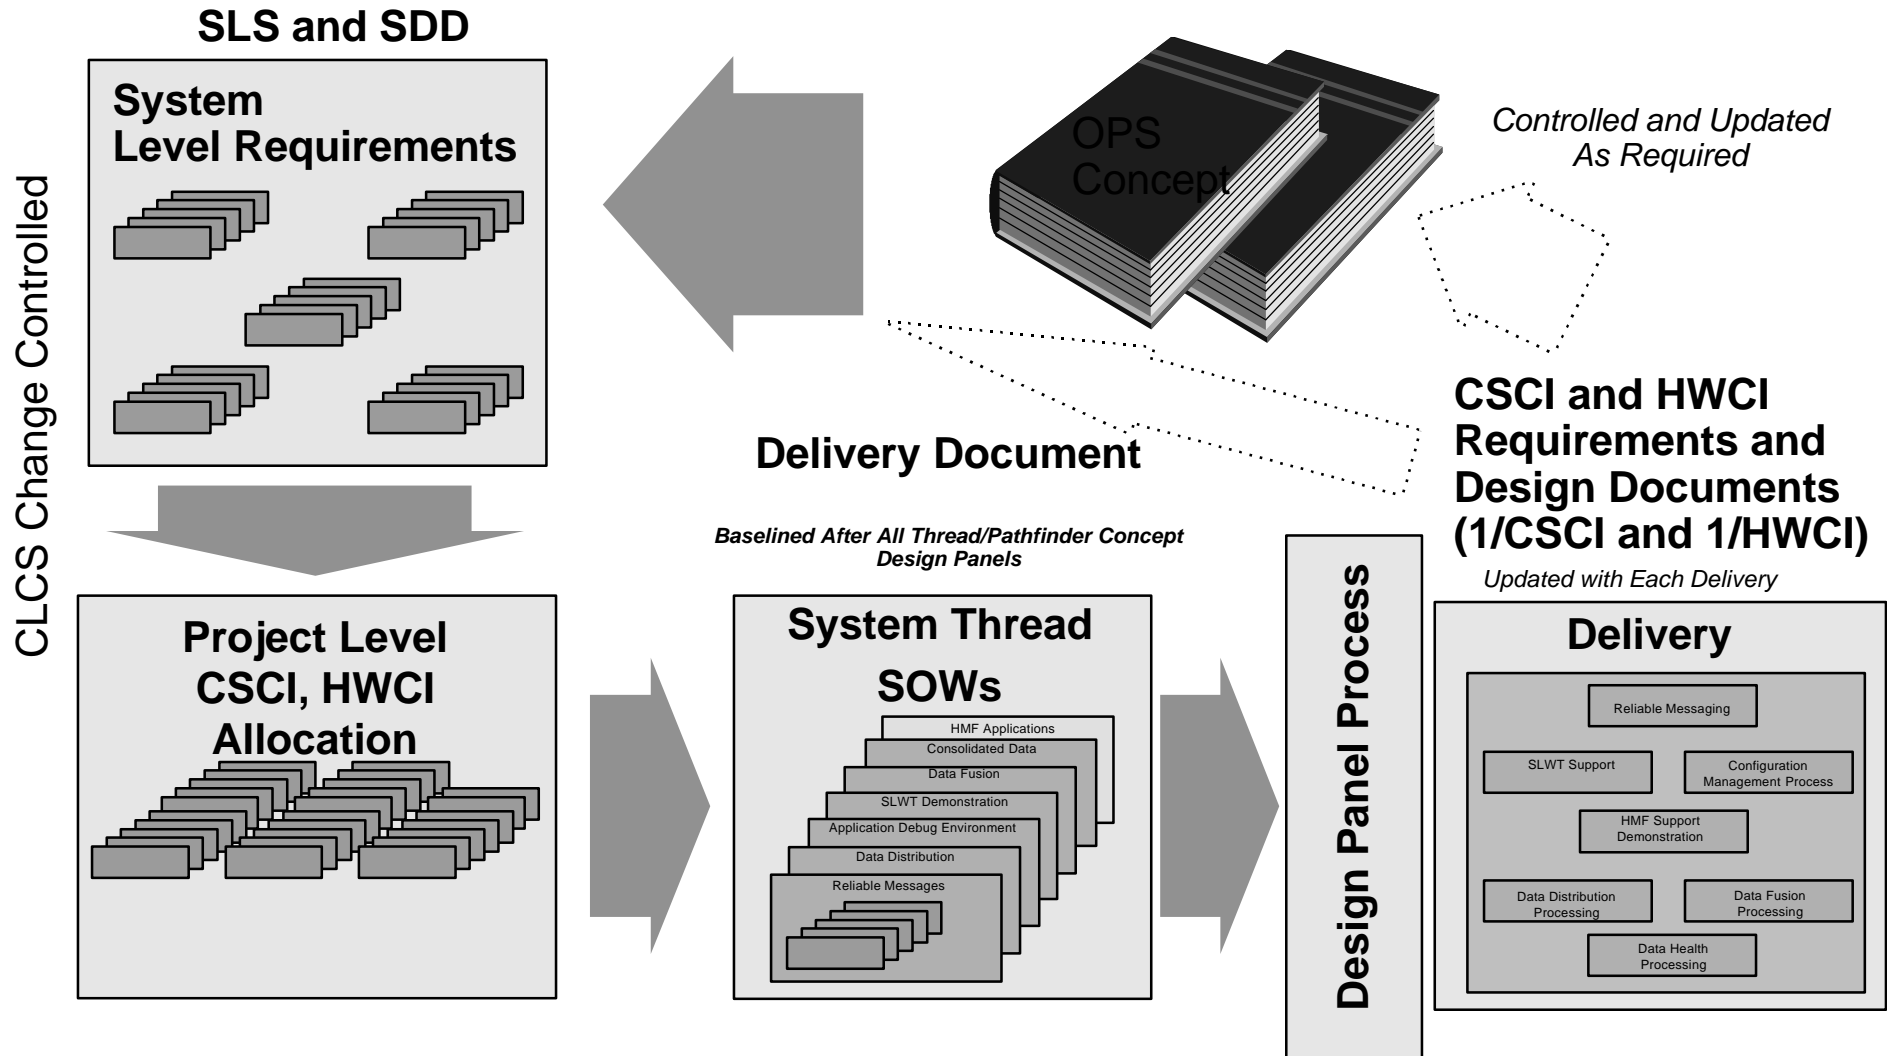 SLS and SDD
System
Level Requirements
CLCS Change Controlled
OPS
Concept
Controlled and Updated
As Required
CSCI and HWCI
Requirements and
Design Documents
(1/CSCI and 1/HWCI)
Updated with Each Delivery
Delivery Document
Baselined After All Thread/Pathfinder Concept
Design Panels
Project Level
CSCI, HWCI
Allocation
System Thread
SOWs
HMF Applications
Consolidated Data
Data Fusion
SLWT Demonstration
Application Debug Environment
Data Distribution
Reliable Messages
Design Panel Process
Delivery
Reliable Messaging
SLWT Support
Configuration
Management Process
HMF Support
Demonstration
Data Distribution
Processing
Data Fusion
Processing
Data Health
Processing